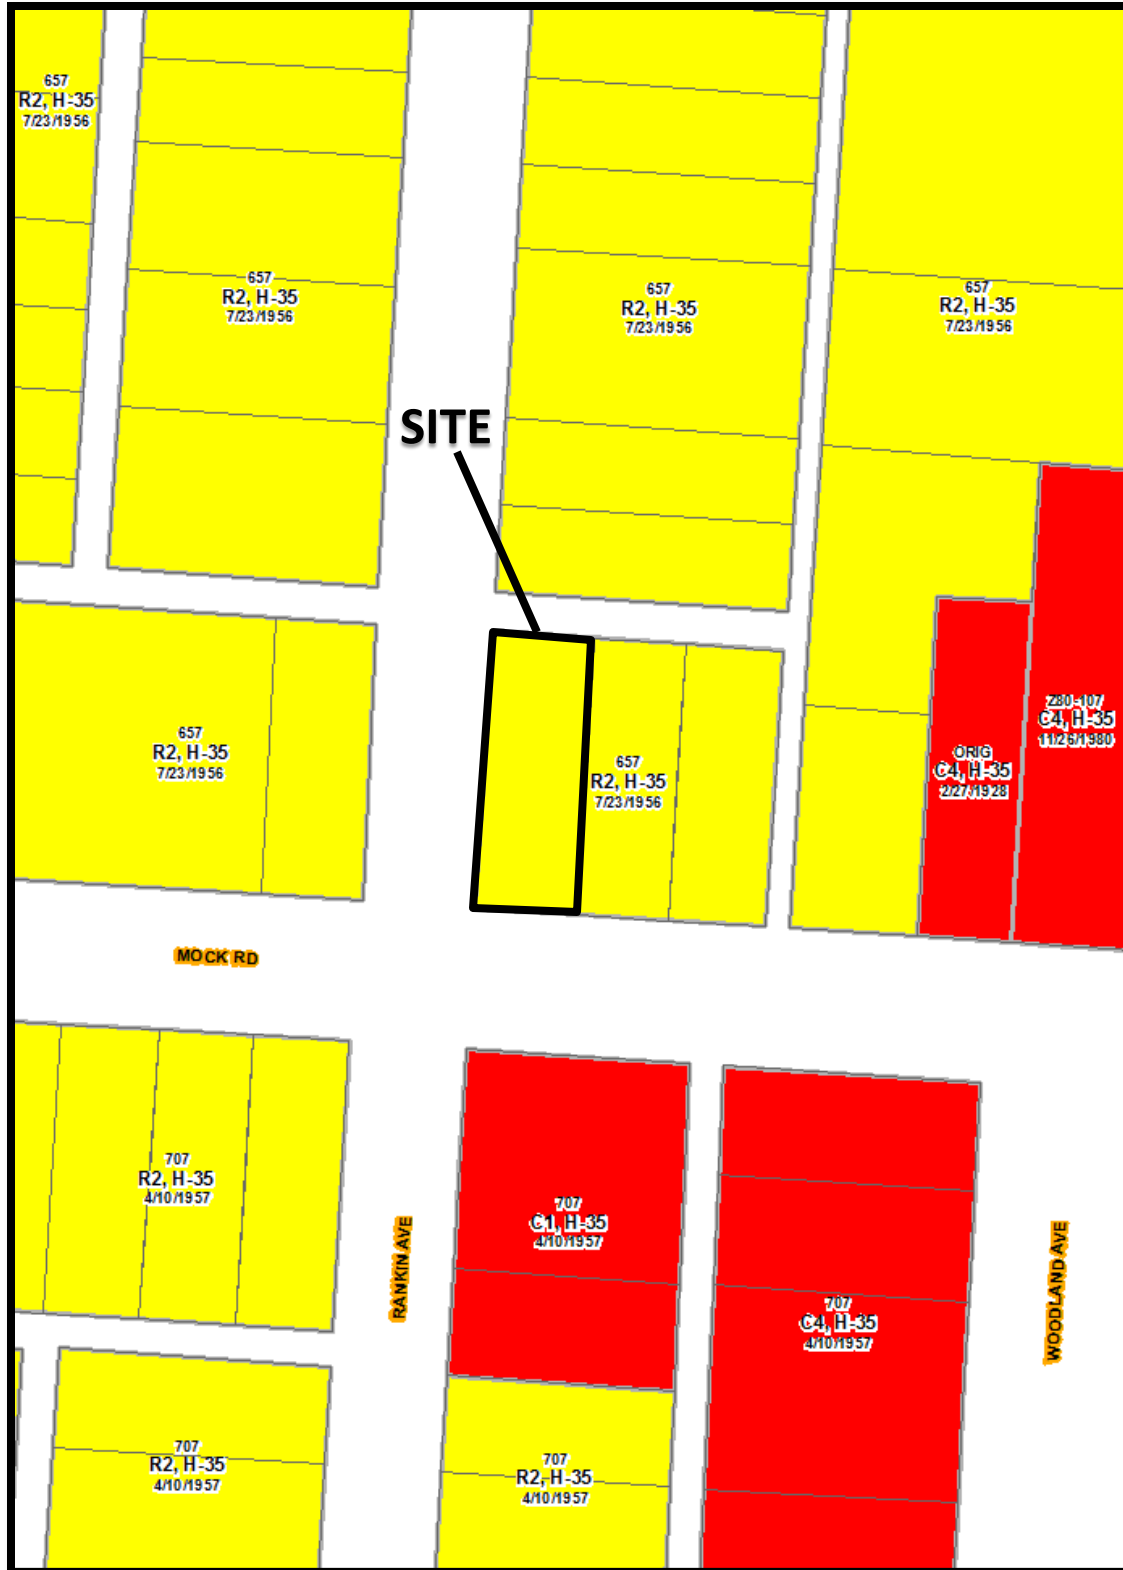 657
R2, H-35
7/23/1956
657
R2, H-35
7/23/1956
657
R2, H-35
7/23/1956
657
R2, H-35
7/23/1956
SITE
657
R2, H-35
7/23/1956
657
R2, H-35
7/23/1956
ORIG
C4, H-35
2/27/1928
Z80-107
C4, H-35
11/26/1980
MOCK RD
707
R2, H-35
4/10/1957
RANKIN AVE
707
C1, H-35
4/10/1957
707
C4, H-35
4/10/1957
WOODLAND AVE
707
R2, H-35
4/10/1957
707
R2, H-35
4/10/1957